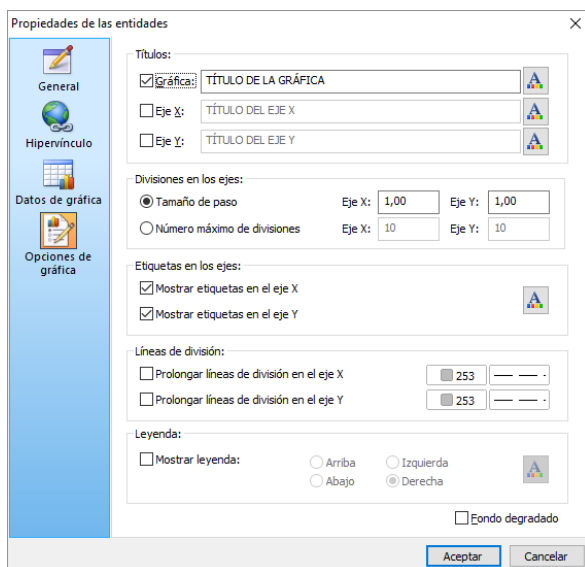 Propiedades de las entidades
General
Hipervínculo
Datos de gráfica
Opciones de
gráfica
Títulos:
Gráfica: TÍTULO DE LA GRÁFICA A
Eje X: TÍTULO DEL EJE X A
Eje Y: TÍTULO DEL EJE Y A
Divisiones en los ejes:
Tamaño de paso Eje X: 1,00 Eje Y: 1,00
Número máximo de divisiones Eje X: 10 Eje Y: 10
Etiquetas en los ejes:
Mostrar etiquetas en el eje X
A
Mostrar etiquetas en el eje Y
Líneas de división:
Prolongar líneas de división en el eje X 253
Prolongar líneas de división en el eje Y 253
Leyenda:
Mostrar leyenda: Arriba Izquierda
A
Abajo Derecha
Fondo degradado
Aceptar Cancelar